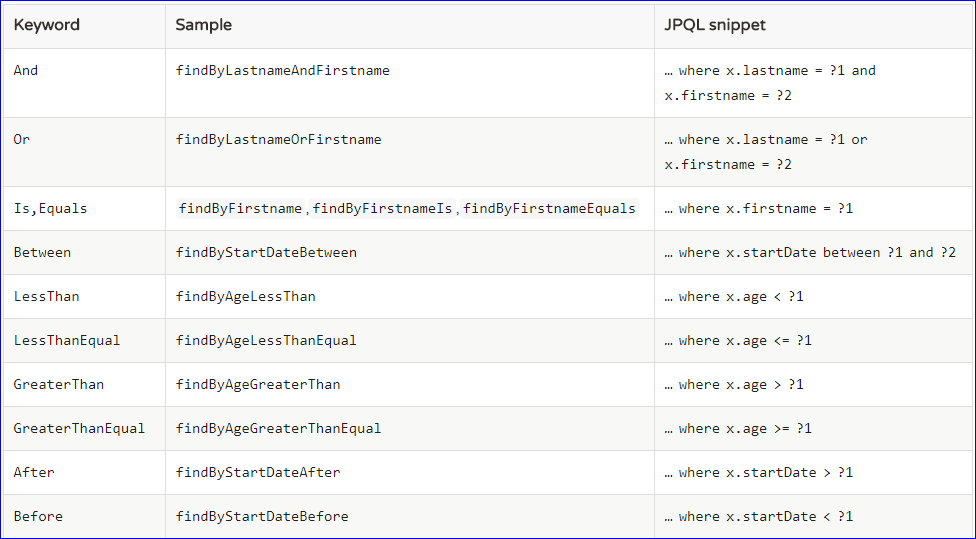 Keyword Sample JPQL snippet
And findByLastnameAndFirstname … where x.lastname = ?1 and
x.firstname = ?2
Or findByLastnameOrFirstname … where x.lastname = ?1 or
x.firstname = ?2
Is,Equals findByFirstname,findByFirstnameIs,findByFirstnameEquals … where x.firstname = ?1
Between findByStartDateBetween … where x.startDate between ?1 and ?2
LessThan findByAgeLessThan … where x.age < ?1
LessThanEqual findByAgeLessThanEqual … where x.age <= ?1
GreaterThan findByAgeGreaterThan … where x.age > ?1
GreaterThanEqual findByAgeGreaterThanEqual … where x.age >= ?1
After findByStartDateAfter … where x.startDate > ?1
Before findByStartDateBefore … where x.startDate < ?1